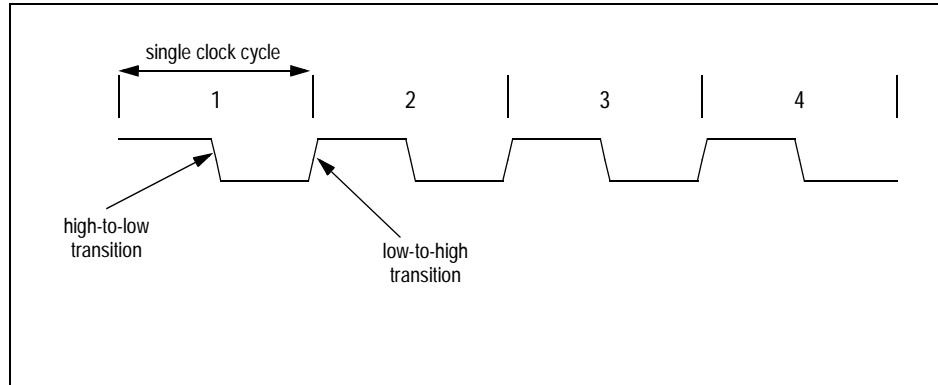 single clock cycle
1 2 3 4
high-to-low
transition
low-to-high
transition